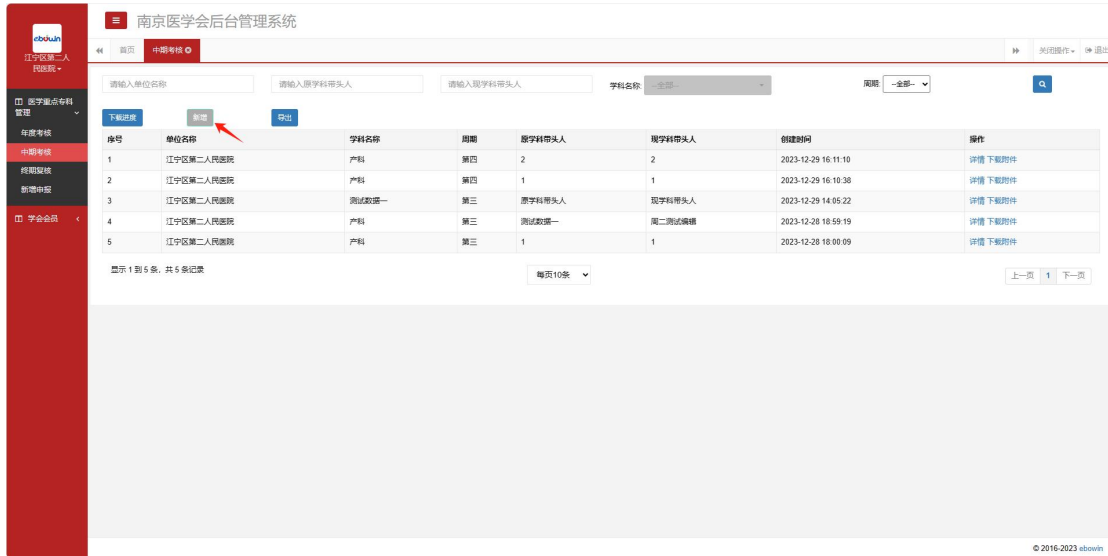 ebowin
江宁区第二人
民医院
医学重点专科
管理
年度考核
中期考核
终期复核
新增申报
学会会员
南京医学会后台管理系统
首页 中期考核
关闭操作 退出
请输入单位名称 请输入原学科带头人 请输入现学科带头人 学科名称: --全部-- 周期: --全部--
下载进度 新增 导出
序号 单位名称 学科名称 周期 原学科带头人 现学科带头人 创建时间 操作
1 江宁区第二人民医院 产科 第四 2 2 2023-12-29 16:11:10 详情 下载附件
2 江宁区第二人民医院 产科 第四 1 1 2023-12-29 16:10:38 详情 下载附件
3 江宁区第二人民医院 测试数据一 第三 原学科带头人 现学科带头人 2023-12-29 14:05:22 详情 下载附件
4 江宁区第二人民医院 产科 第三 测试数据一 周二测试编辑 2023-12-28 18:59:19 详情 下载附件
5 江宁区第二人民医院 产科 第三 1 1 2023-12-28 18:00:09 详情 下载附件
显示 1 到 5 条, 共 5 条记录 每页10条 上一页 1 下一页
© 2016-2023 ebowin